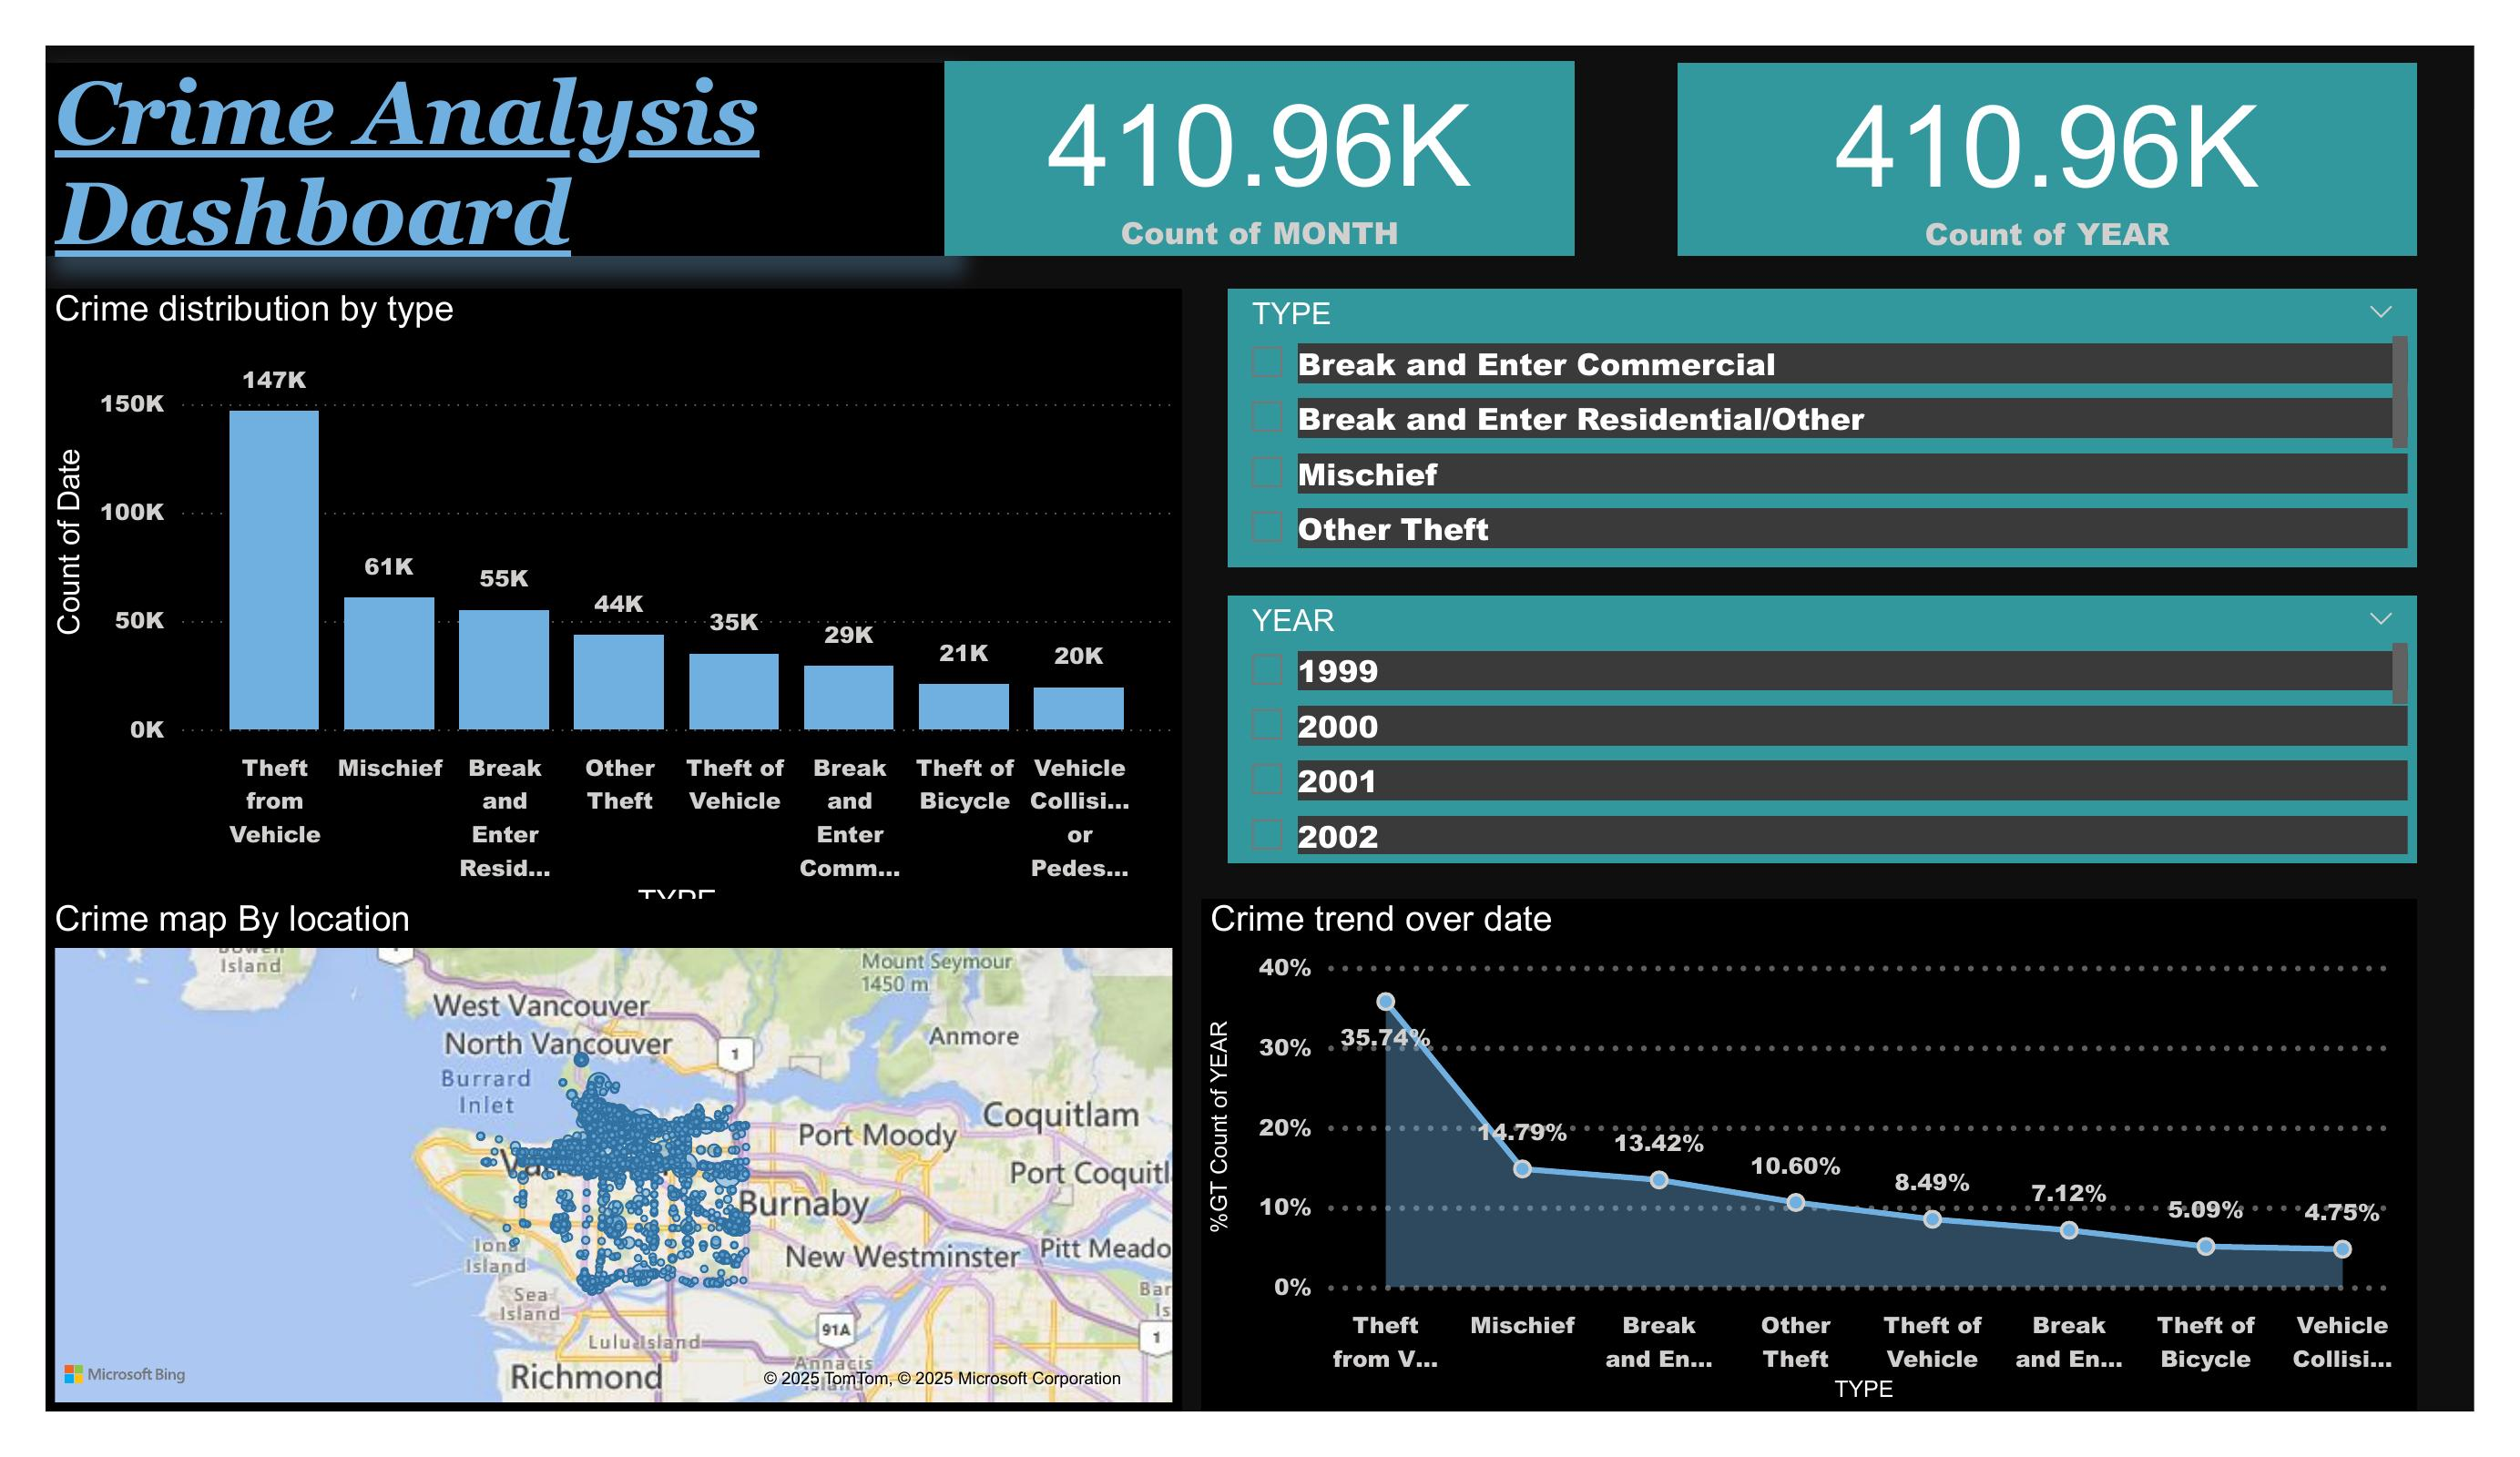 Crime Analysis
Dashboard
410.96K
Count of MONTH
410.96K
Count of YEAR
Crime distribution by type
Count of Date
150K
100K
50K
0K
147K
61K
55K
44K
35K
29K
21K
20K
Theft
from
Vehicle
Mischief
Break
and
Enter
Resid...
Other
Theft
Theft of
Vehicle
Break
and
Enter
Comm...
Theft of
Bicycle
Vehicle
Collisi...
or
Pedes...
TYPE
TYPE
Break and Enter Commercial
Break and Enter Residential/Other
Mischief
Other Theft
YEAR
1999
2000
2001
2002
Crime map By location
Bowen
Island
Mount Seymour
1450 m
West Vancouver
North Vancouver
Anmore
1
Burrard
Inlet
Coquitlam
Port Moody
Port Coquitl
Burnaby
Iona
Island
New Westminster
Pitt Meado
Sea
Island
Bar
Is
Lulu Island
91A
1
Annacis
Island
Richmond
Microsoft Bing
© 2025 TomTom, © 2025 Microsoft Corporation
Crime trend over date
%GT Count of YEAR
40%
30%
20%
10%
0%
35.74%
14.79%
13.42%
10.60%
8.49%
7.12%
5.09%
4.75%
Theft
from V...
Mischief
Break
and En...
Other
Theft
Theft of
Vehicle
Break
and En...
Theft of
Bicycle
Vehicle
Collisi...
TYPE